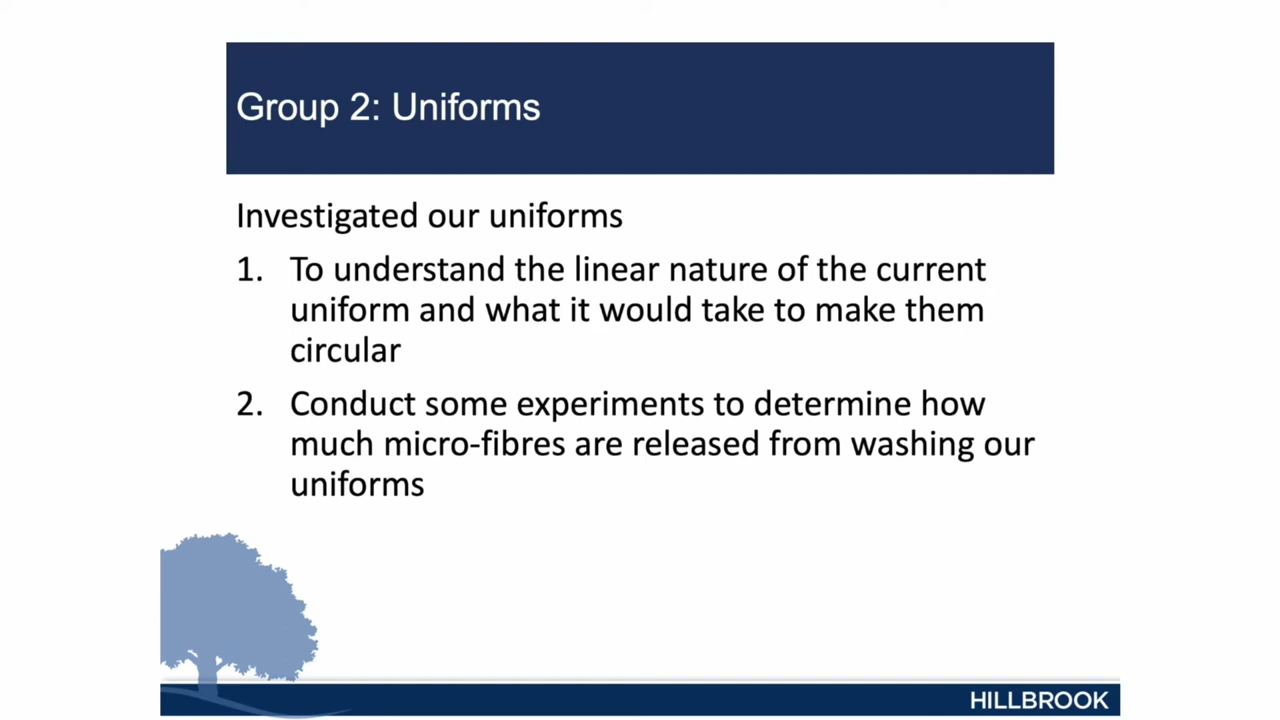 Group 2: Uniforms
Investigated our uniforms
1. To understand the linear nature of the current
uniform and what it would take to make them
circular
2. Conduct some experiments to determine how
much micro-fibres are released from washing our
uniforms
HILLBROOK